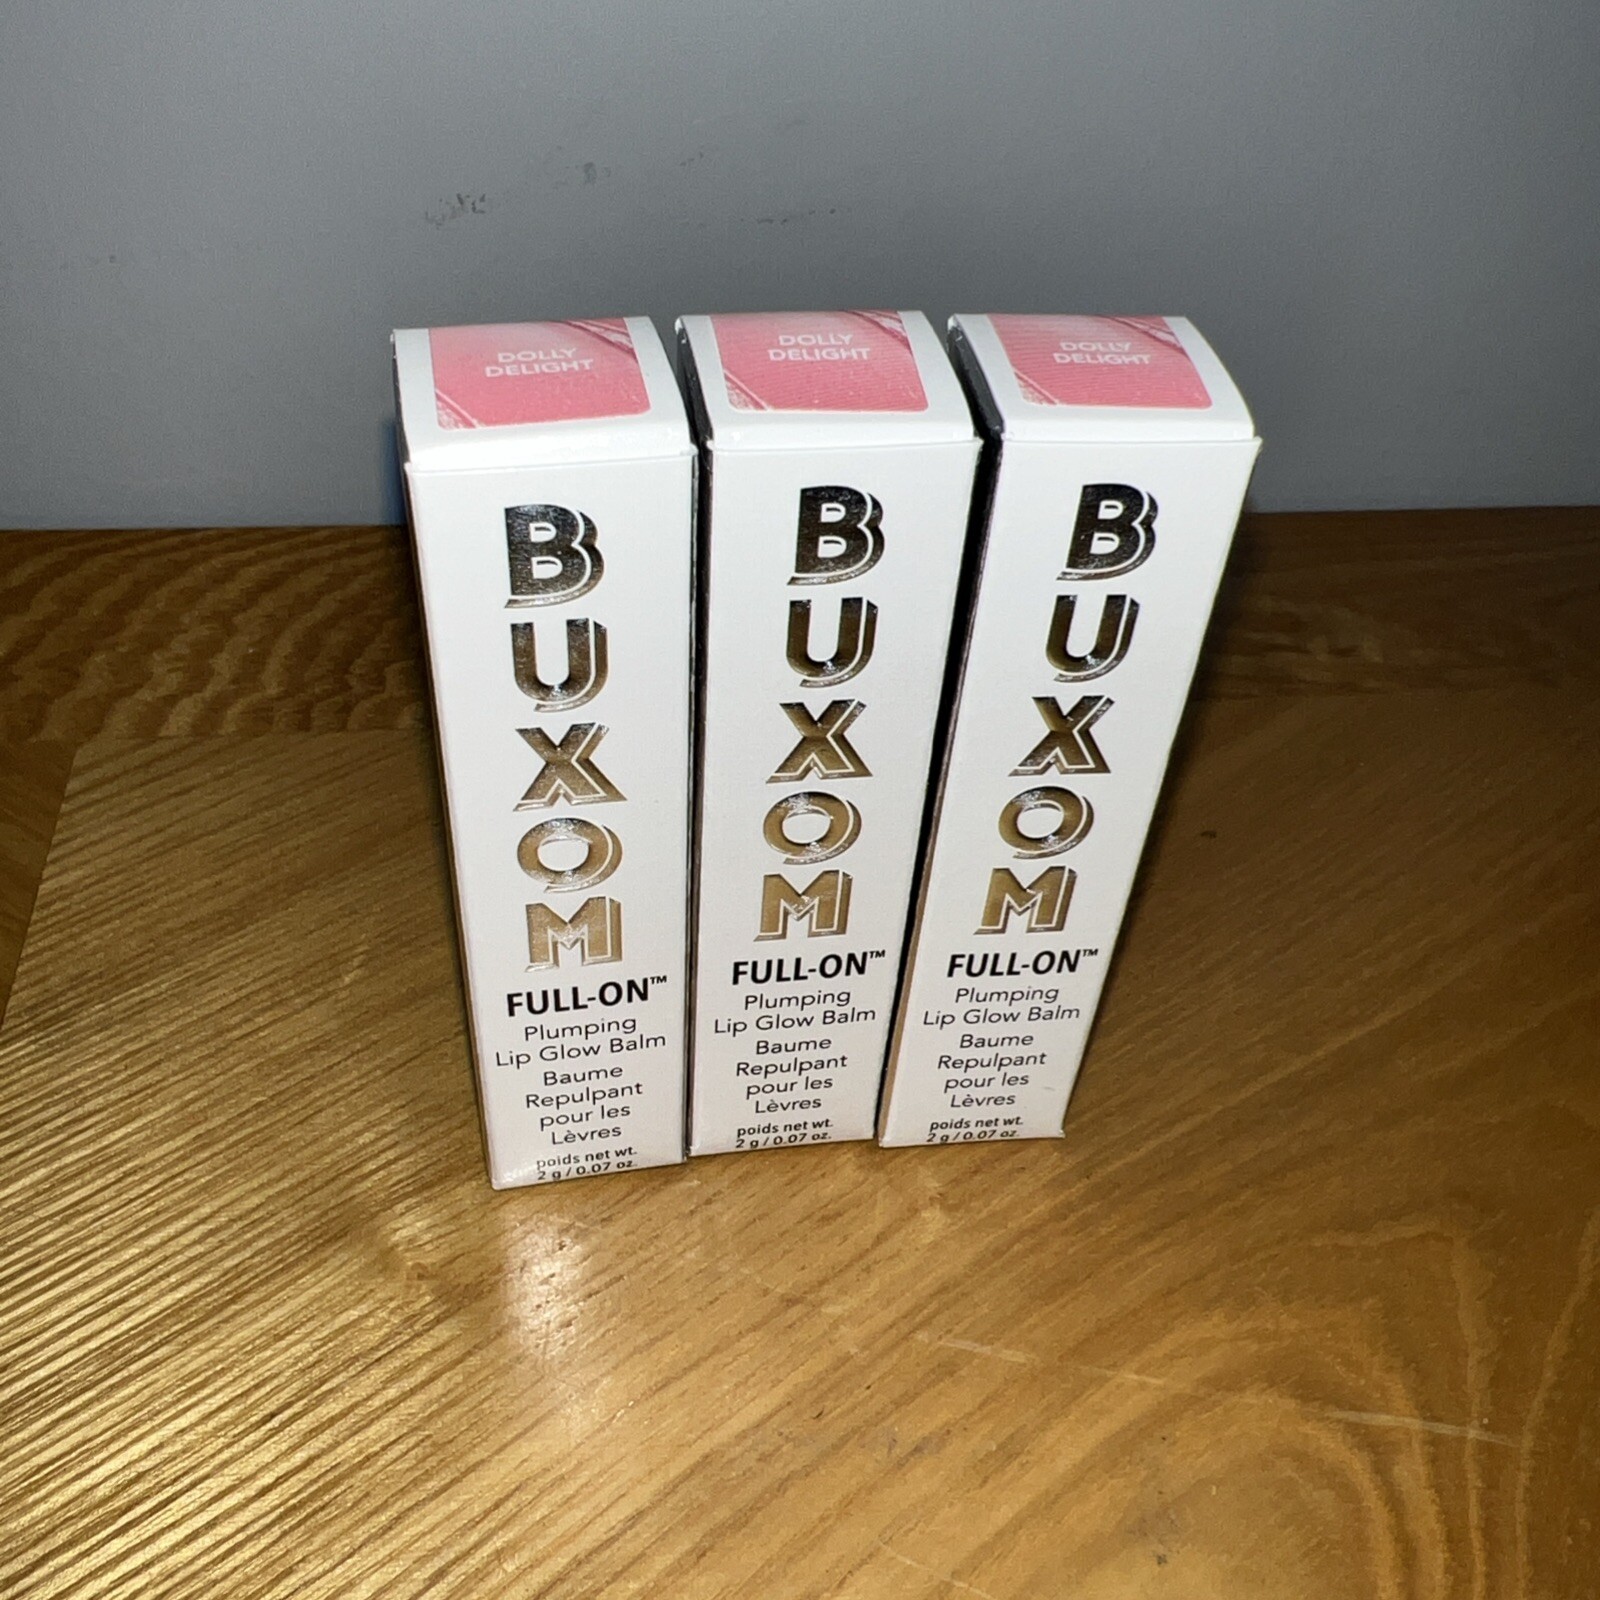 DOLLY
DELIGHT
BUXOM
FULL-ON™
Plumping
Lip Glow Balm
Baume
Repulpant
pour les
Lèvres
poids net wt.
2 g / 0.07 oz.
DOLLY
DELIGHT
BUXOM
FULL-ON™
Plumping
Lip Glow Balm
Baume
Repulpant
pour les
Lèvres
poids net wt.
2 g / 0.07 oz.
DOLLY
DELIGHT
BUXOM
FULL-ON™
Plumping
Lip Glow Balm
Baume
Repulpant
pour les
Lèvres
poids net wt.
2 g / 0.07 oz.